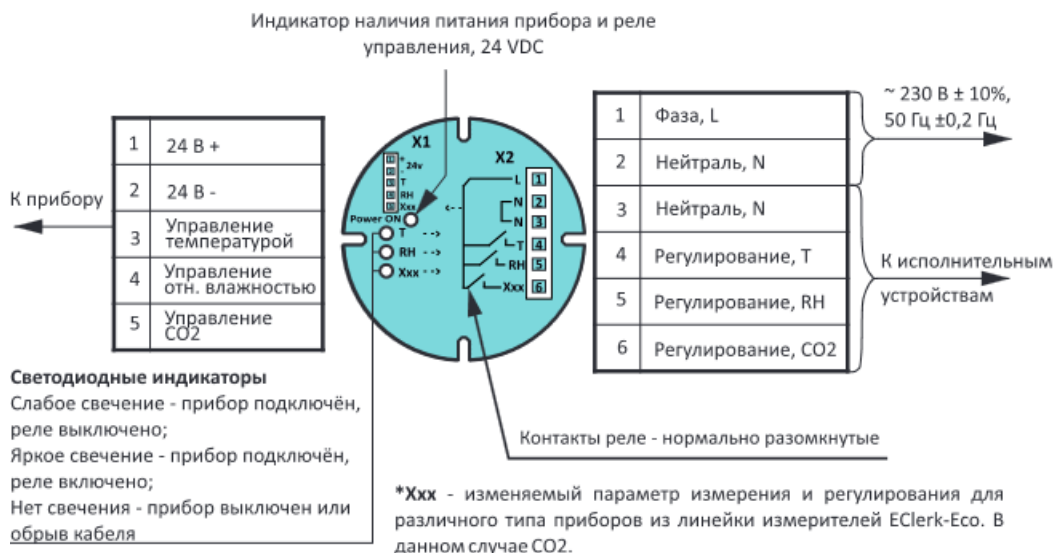 Индикатор наличия питания прибора и реле
управления, 24 VDC
К прибору
1 24 В +
2 24 В -
3 Управление
температурой
4 Управление
отн. влажностью
5 Управление
CO2
X1
1 +
24v
2 -
3 T
4 RH
5 Xxx
Power ON
T -->
RH -->
Xxx -->
<--
X2
L 1
N 2
N 3
T 4
RH 5
Xxx 6
1 Фаза, L
2 Нейтраль, N
3 Нейтраль, N
4 Регулирование, T
5 Регулирование, RH
6 Регулирование, CO2
~ 230 В ± 10%,
50 Гц ±0,2 Гц
К исполнительным
устройствам
Светодиодные индикаторы
Слабое свечение - прибор подключён,
реле выключено;
Яркое свечение - прибор подключён,
реле включено;
Нет свечения - прибор выключен или
обрыв кабеля
Контакты реле - нормально разомкнутые
*Xxx - изменяемый параметр измерения и регулирования для
различного типа приборов из линейки измерителей EClerk-Eco. В
данном случае CO2.